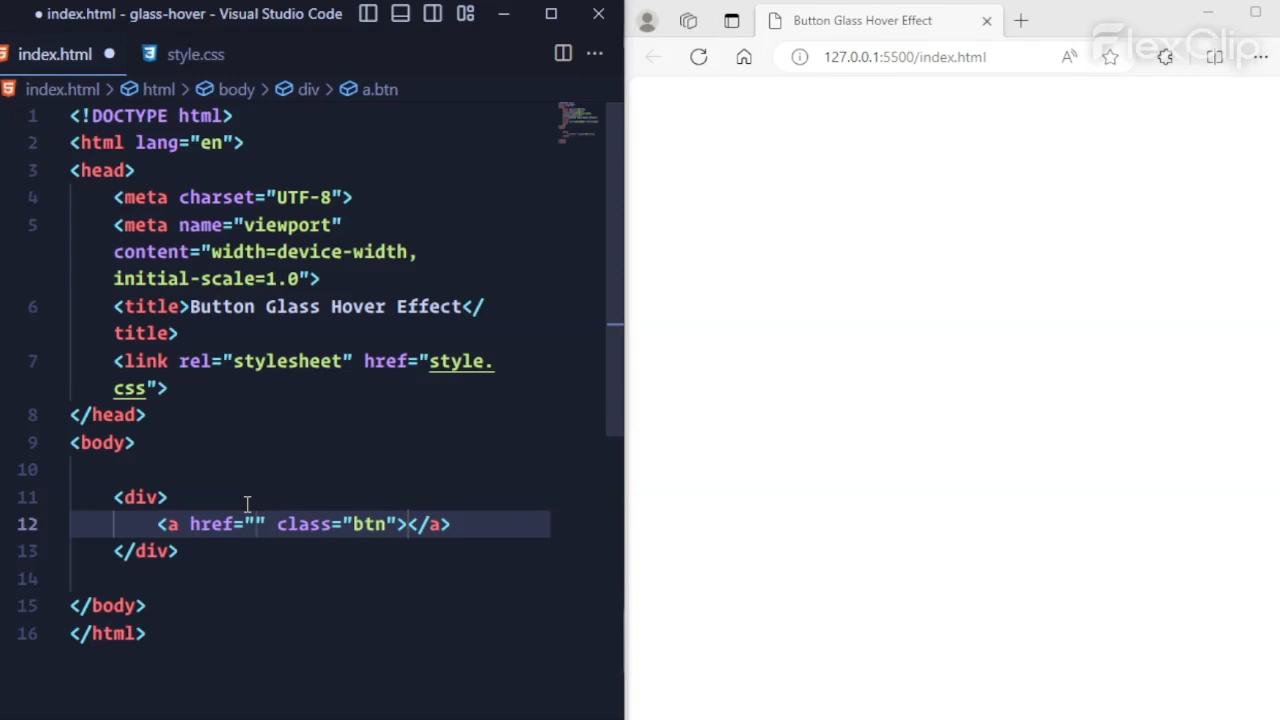 index.html - glass-hover - Visual Studio Code
index.html
style.css
index.html > html > body > div > a.btn
1 <!DOCTYPE html>
2 <html lang="en">
3 <head>
4 <meta charset="UTF-8">
5 <meta name="viewport"
content="width=device-width,
initial-scale=1.0">
6 <title>Button Glass Hover Effect</
title>
7 <link rel="stylesheet" href="style.
css">
8 </head>
9 <body>
10
11 <div>
12 <a href="" class="btn"></a>
13 </div>
14
15 </body>
16 </html>
Button Glass Hover Effect
127.0.0.1:5500/index.html
FlexClip